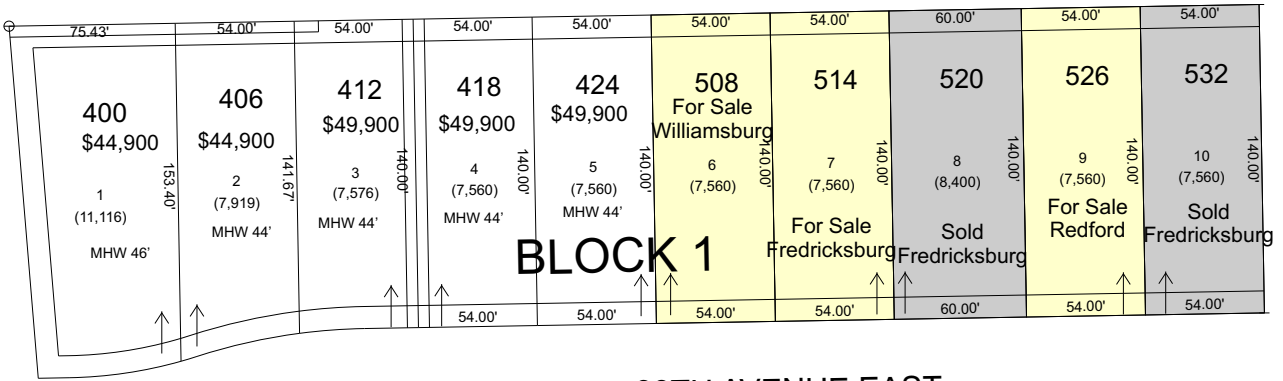 75.43' 54.00' 54.00' 54.00' 54.00' 54.00' 54.00' 60.00' 54.00' 54.00'
400
$44,900
1
(11,116)
MHW 46'
153.40'
406
$44,900
2
(7,919)
MHW 44'
141.67'
412
$49,900
3
(7,576)
MHW 44'
140.00'
418
$49,900
4
(7,560)
MHW 44'
140.00'
424
$49,900
5
(7,560)
MHW 44'
140.00'
508
For Sale
Williamsburg
6
(7,560)
140.00'
514
7
(7,560)
For Sale
Fredricksburg
140.00'
520
8
(8,400)
Sold
Fredricksburg
140.00'
526
9
(7,560)
For Sale
Redford
140.00'
532
10
(7,560)
Sold
Fredricksburg
140.00'
BLOCK 1
54.00' 54.00' 54.00' 54.00' 60.00' 54.00' 54.00'
AVENUE EAST